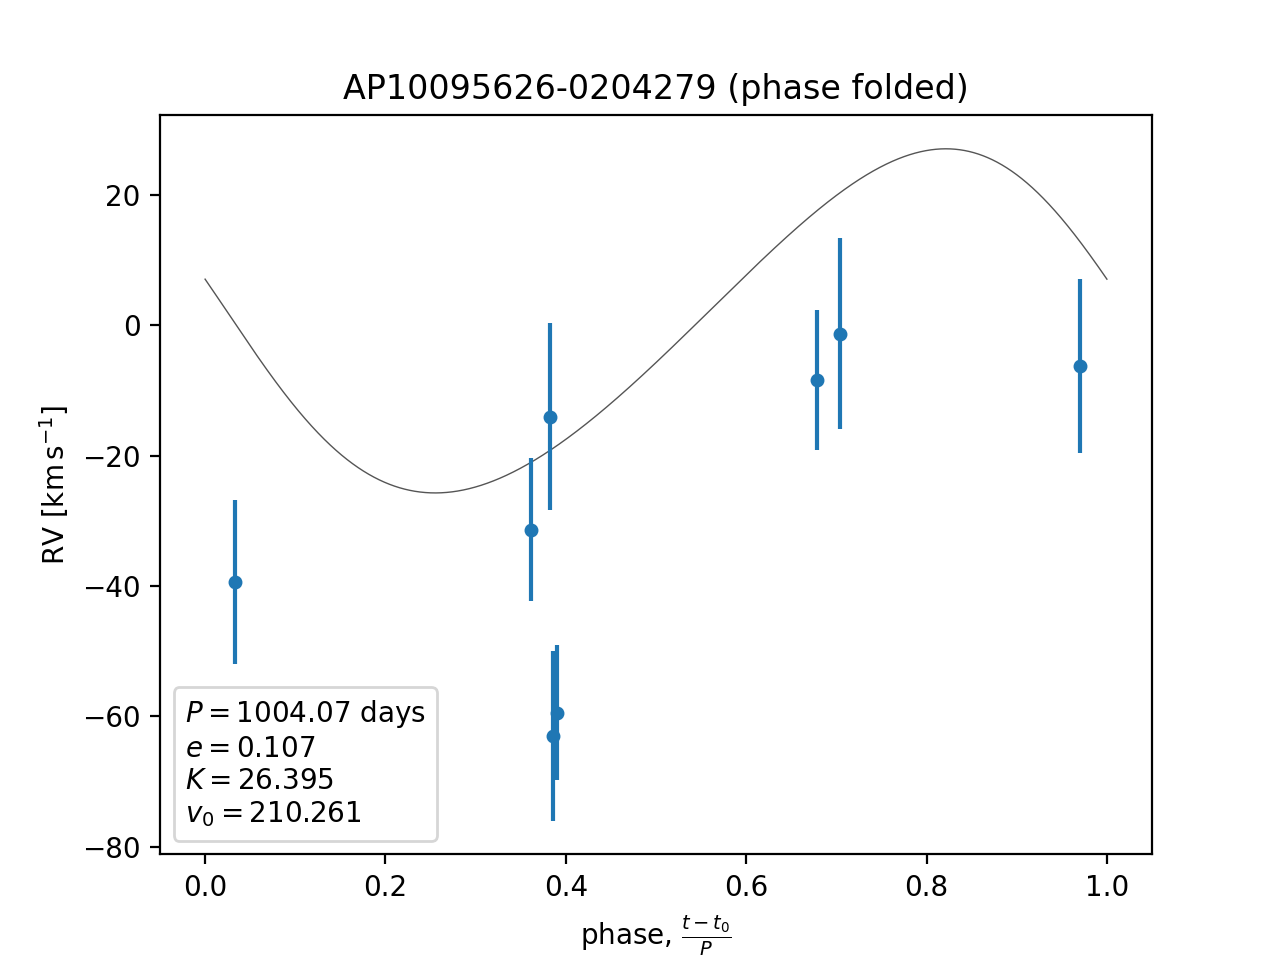 AP10095626-0204279 (phase folded)
RV [km s⁻¹]
20
0
−20
−40
−60
−80
P = 1004.07 days
e = 0.107
K = 26.395
v₀ = 210.261
0.0 0.2 0.4 0.6 0.8 1.0
phase, (t − t₀)/P